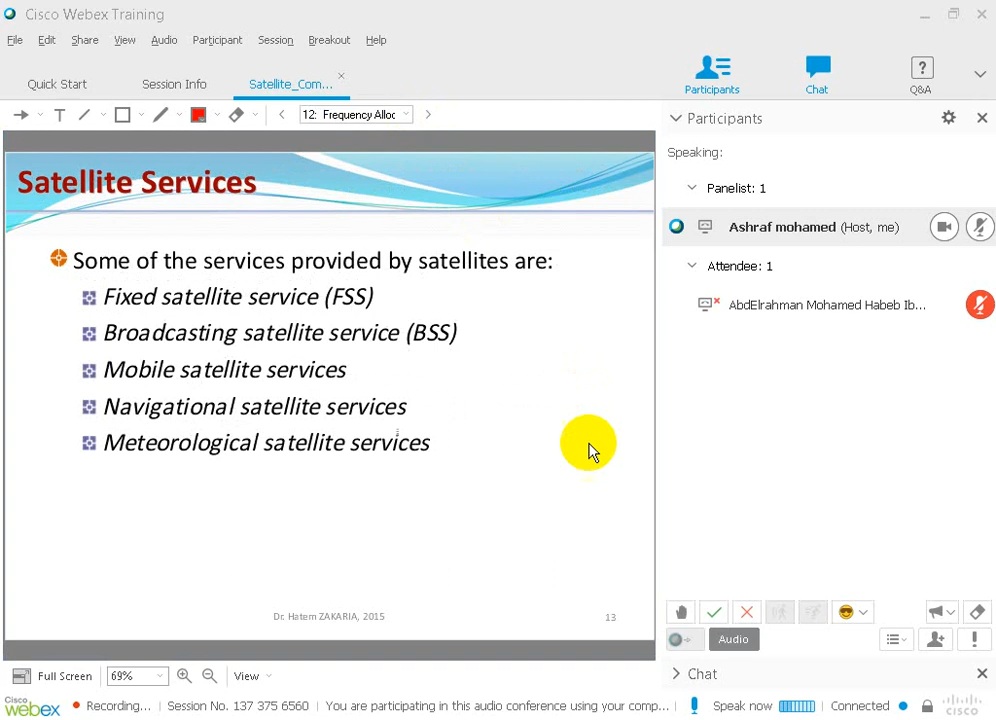 Cisco Webex Training
File Edit Share View Audio Participant Session Breakout Help
Quick Start Session Info Satellite_Com...
Participants Chat Q&A
12: Frequency Alloc
Participants
Speaking:
Panelist: 1
Ashraf mohamed (Host, me)
Attendee: 1
AbdElrahman Mohamed Habeb Ib...
Satellite Services
Some of the services provided by satellites are:
Fixed satellite service (FSS)
Broadcasting satellite service (BSS)
Mobile satellite services
Navigational satellite services
Meteorological satellite services
Dr. Hatem ZAKARIA, 2015 13
Audio
Full Screen 69% View
Chat
Cisco webex Recording... Session No. 137 375 6560 You are participating in this audio conference using your comp... Speak now Connected cisco